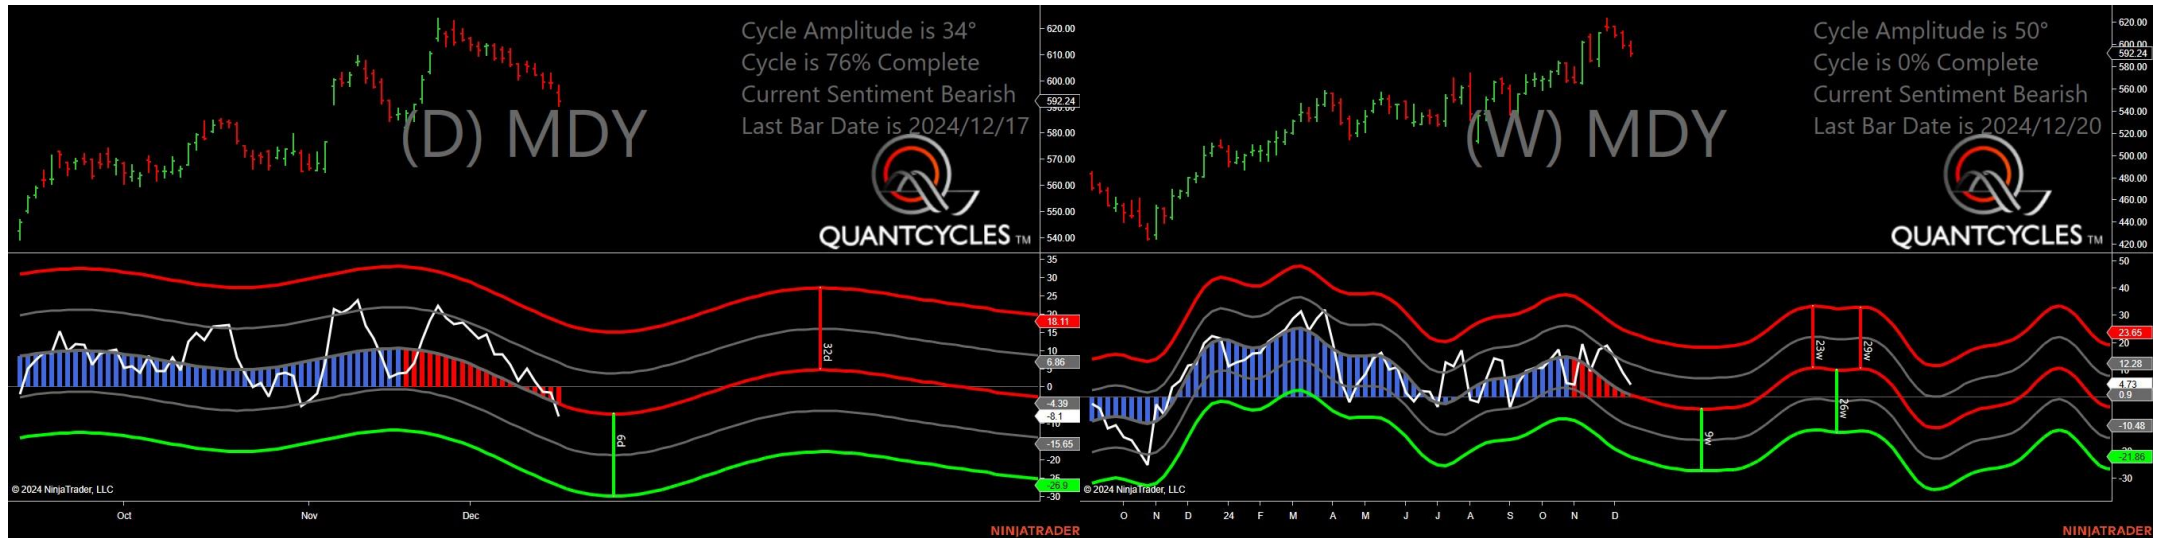 Cycle Amplitude is 34°
Cycle is 76% Complete
Current Sentiment Bearish
Last Bar Date is 2024/12/17
(D) MDY
QUANTCYCLES TM
620.00
600.00
592.24
580.00
570.00
560.00
550.00
540.00
35
30
25
18.11
15
10
6.86
0
-4.39
-8.1
-10
-15.65
-20
-26.9
-30
32d
6d
© 2024 NinjaTrader, LLC
Oct
Nov
Dec
NINJATRADER
Cycle Amplitude is 50°
Cycle is 0% Complete
Current Sentiment Bearish
Last Bar Date is 2024/12/20
(W) MDY
QUANTCYCLES TM
620.00
600.00
592.24
580.00
560.00
540.00
520.00
500.00
480.00
460.00
440.00
420.00
50
40
30
23.65
20
12.28
4.73
0.9
-10.48
-21.86
-30
23w
29w
26w
9w
© 2024 NinjaTrader, LLC
O N D 24 F M A M J J A S O N D
NINJATRADER